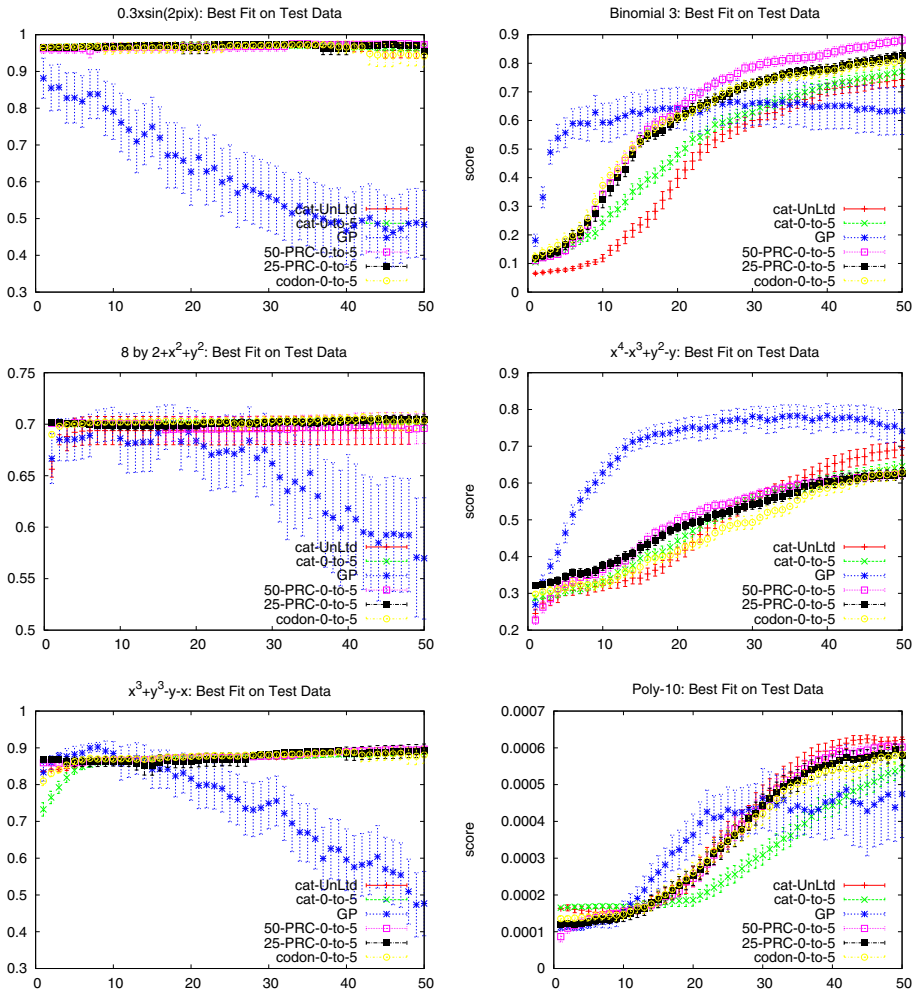 0.3xsin(2pix): Best Fit on Test Data
1
0.9
0.8
0.7
0.6
0.5
0.4
0.3
0
10
20
30
40
50
cat-UnLtd
cat-0-to-5
GP
50-PRC-0-to-5
25-PRC-0-to-5
codon-0-to-5
Binomial 3: Best Fit on Test Data
score
0.9
0.8
0.7
0.6
0.5
0.4
0.3
0.2
0.1
0
0
10
20
30
40
50
cat-UnLtd
cat-0-to-5
GP
50-PRC-0-to-5
25-PRC-0-to-5
codon-0-to-5
8 by 2+x²+y²: Best Fit on Test Data
0.75
0.7
0.65
0.6
0.55
0.5
0
10
20
30
40
50
cat-UnLtd
cat-0-to-5
GP
50-PRC-0-to-5
25-PRC-0-to-5
codon-0-to-5
x⁴-x³+y²-y: Best Fit on Test Data
score
0.9
0.8
0.7
0.6
0.5
0.4
0.3
0.2
0
10
20
30
40
50
cat-UnLtd
cat-0-to-5
GP
50-PRC-0-to-5
25-PRC-0-to-5
codon-0-to-5
x³+y³-y-x: Best Fit on Test Data
1
0.9
0.8
0.7
0.6
0.5
0.4
0.3
0
10
20
30
40
50
cat-UnLtd
cat-0-to-5
GP
50-PRC-0-to-5
25-PRC-0-to-5
codon-0-to-5
Poly-10: Best Fit on Test Data
score
0.0007
0.0006
0.0005
0.0004
0.0003
0.0002
0.0001
0
0
10
20
30
40
50
cat-UnLtd
cat-0-to-5
GP
50-PRC-0-to-5
25-PRC-0-to-5
codon-0-to-5